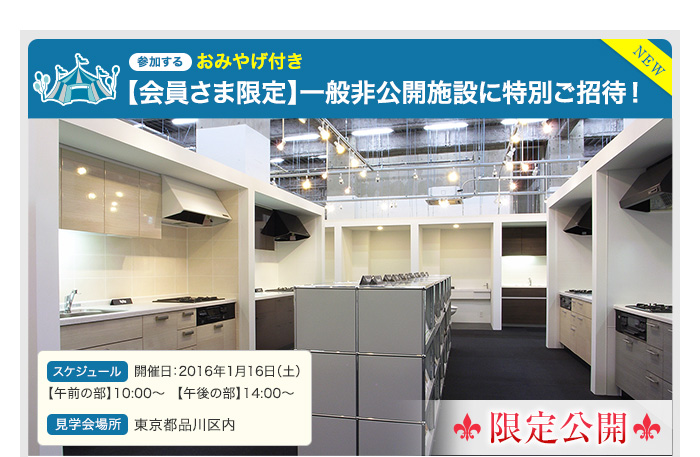 参加する おみやげ付き
【会員さま限定】一般非公開施設に特別ご招待！
NEW
スケジュール 開催日：2016年1月16日（土）
【午前の部】10:00～ 【午後の部】14:00～
見学会場所 東京都品川区内
限定公開